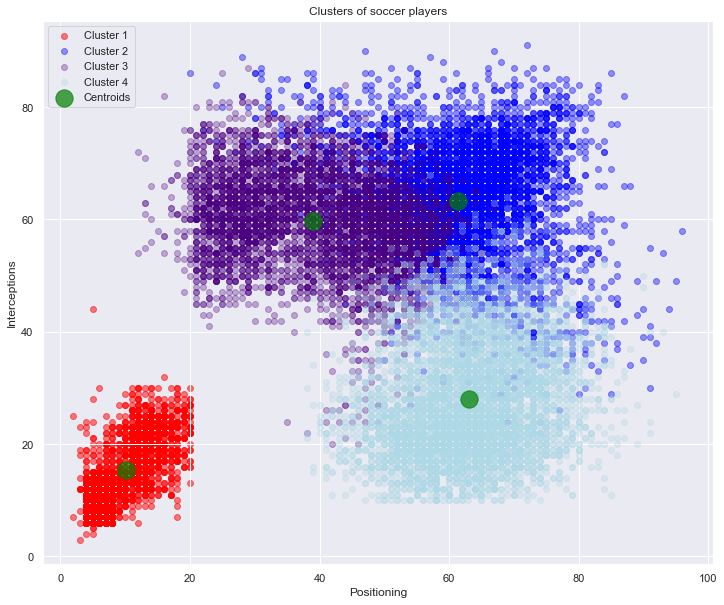 Clusters of soccer players
Cluster 1
Cluster 2
Cluster 3
Cluster 4
Centroids
Interceptions
80
60
40
20
0
0 20 40 60 80 100
Positioning